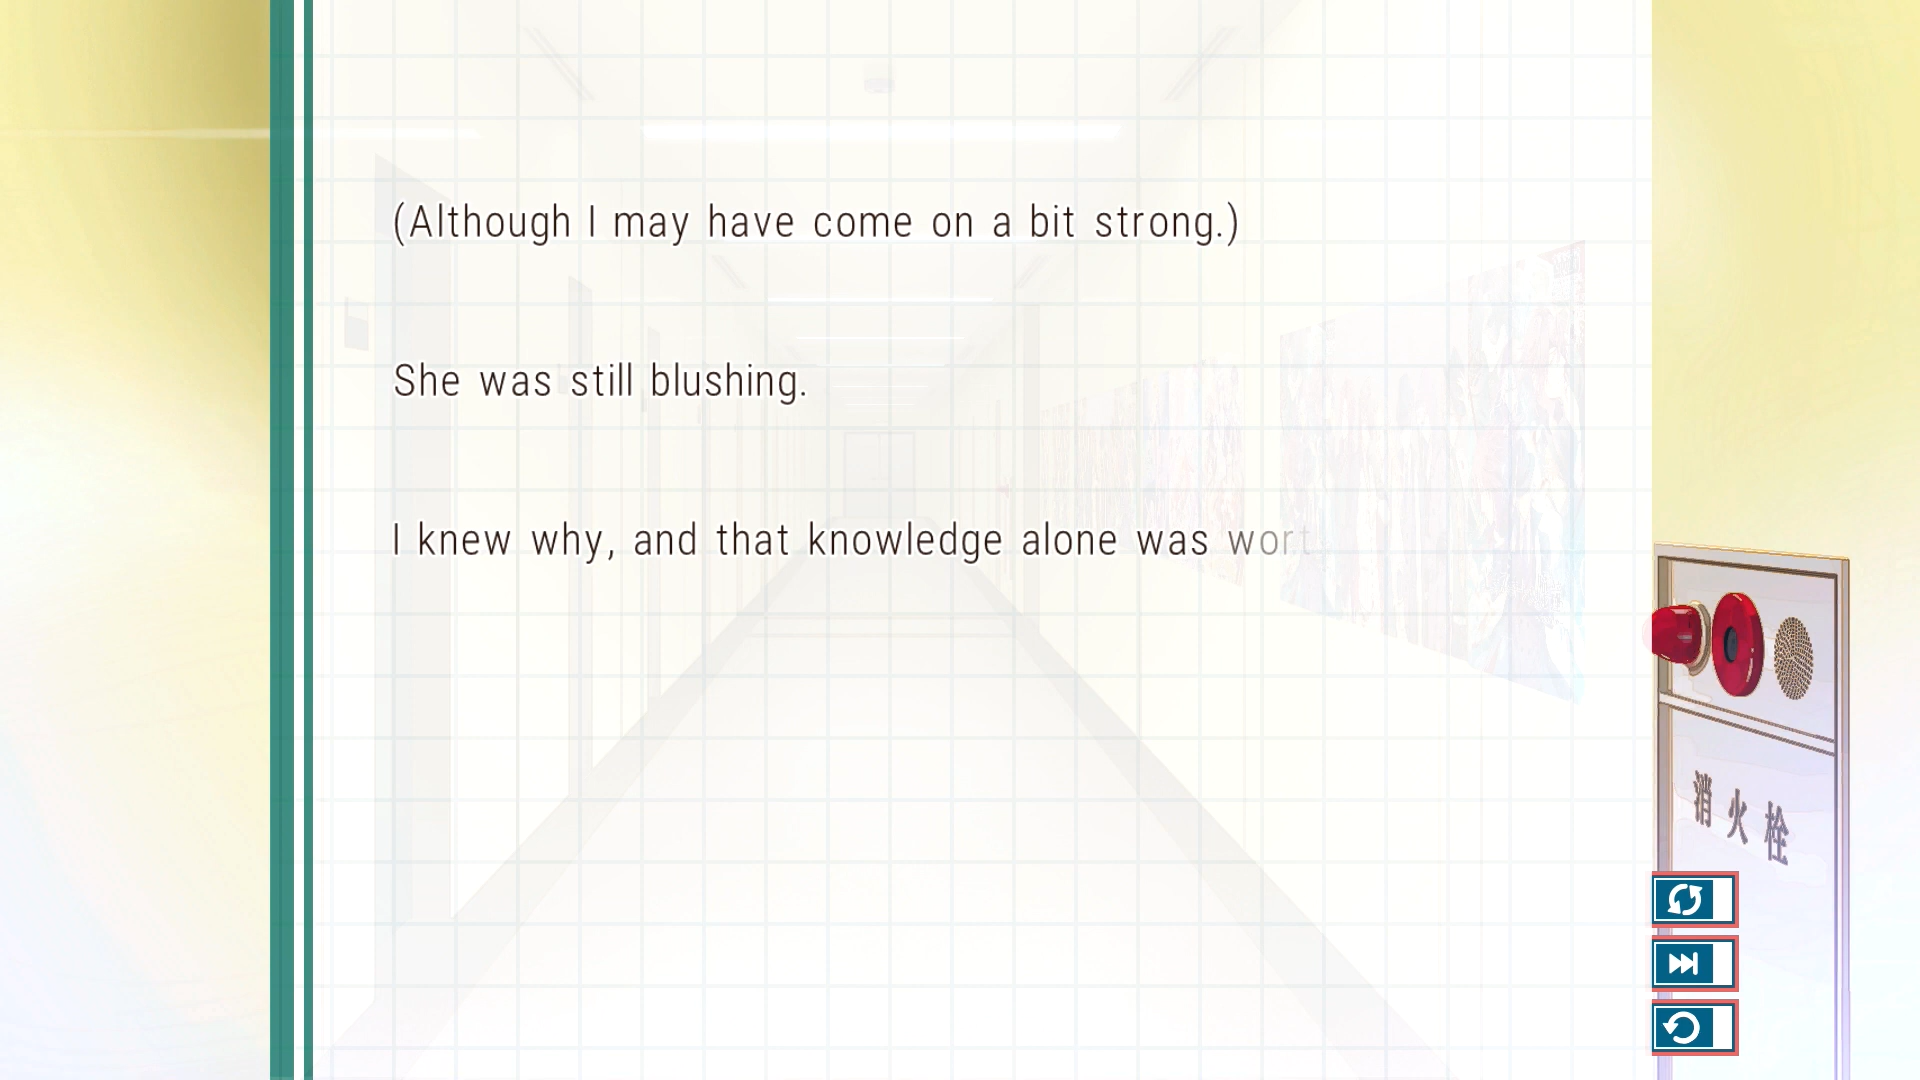 (Although I may have come on a bit strong.)
She was still blushing.
I knew why, and that knowledge alone was wort
消火栓